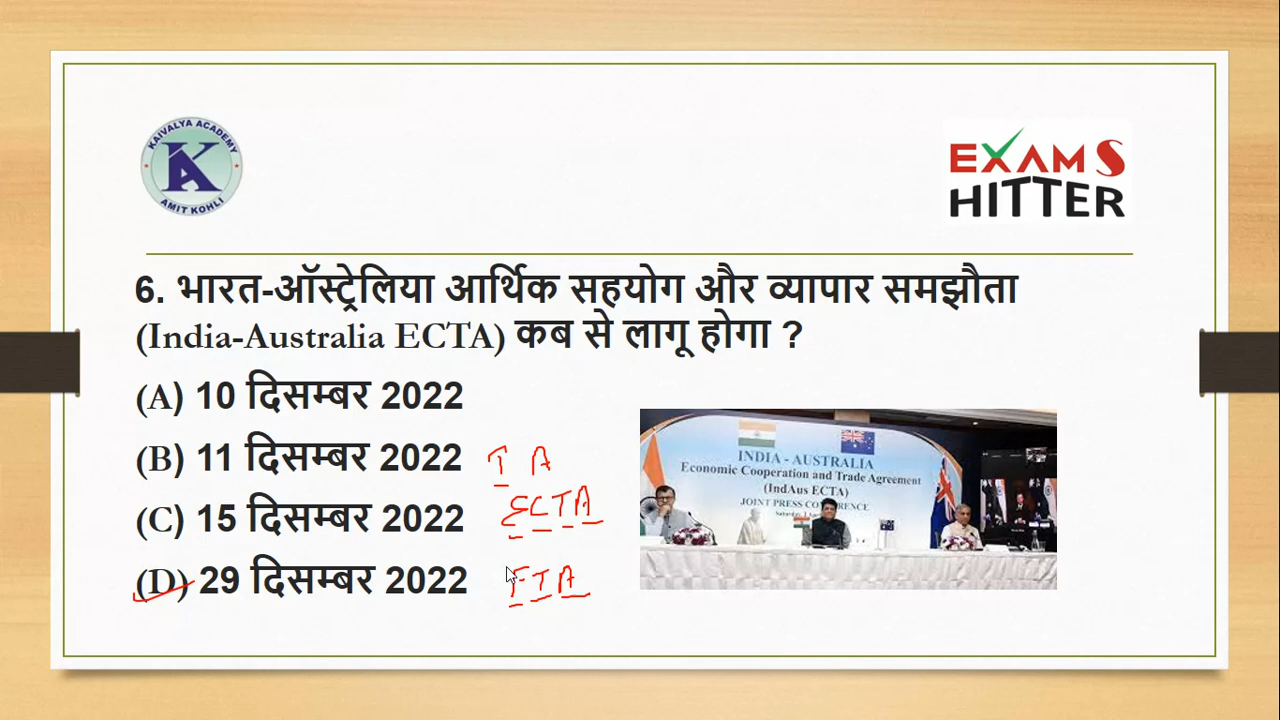 KAIVALYA ACADEMY
KA
AMIT KOHLI
EXAMS
HITTER
6. भारत-ऑस्ट्रेलिया आर्थिक सहयोग और व्यापार समझौता
(India-Australia ECTA) कब से लागू होगा ?
(A) 10 दिसम्बर 2022
(B) 11 दिसम्बर 2022
T A
(C) 15 दिसम्बर 2022
ECTA
(D) 29 दिसम्बर 2022
FTA
INDIA - AUSTRALIA
Economic Cooperation and Trade Agreement
(IndAus ECTA)
JOINT PRESS CONFERENCE
Saturday,